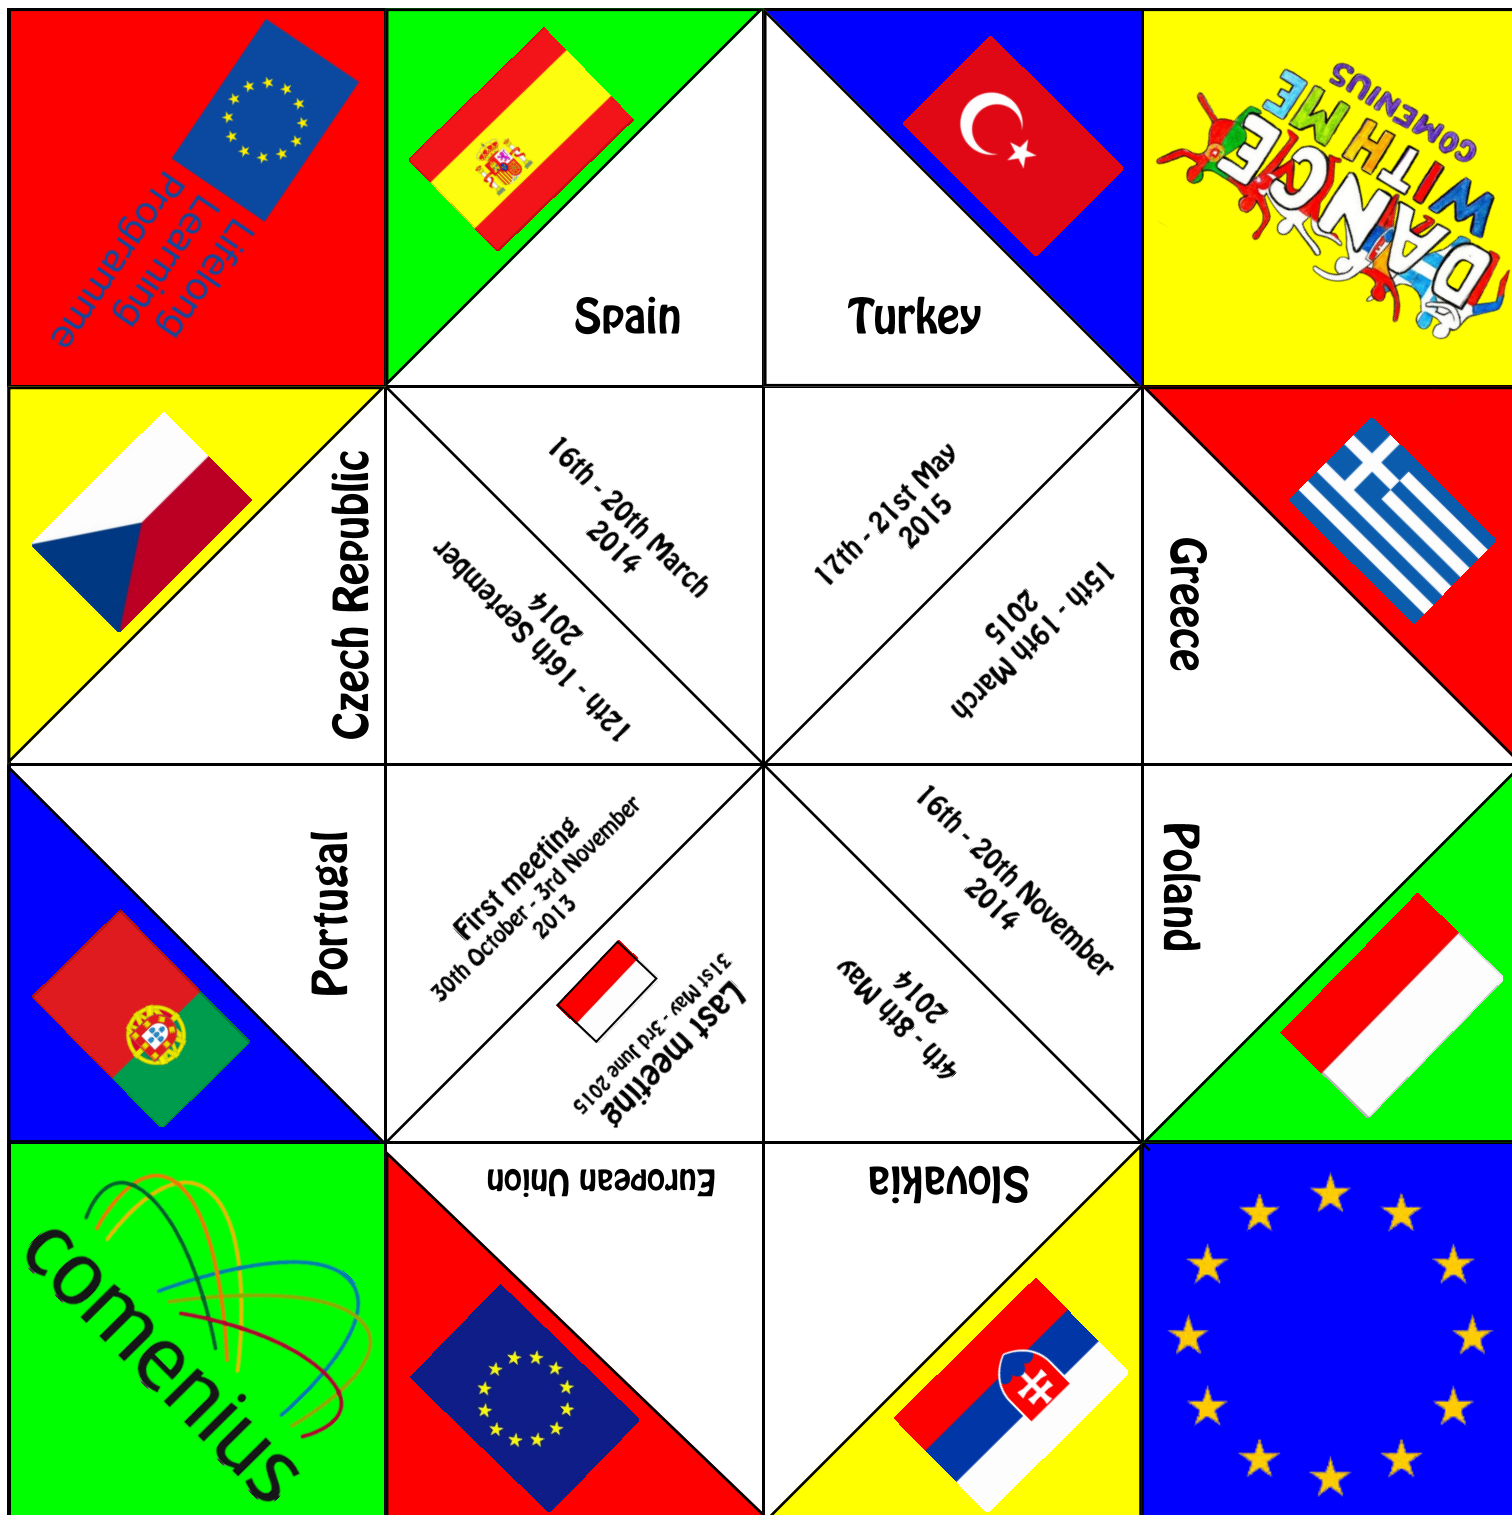 Lifelong
Learning
Programme
Spain
Turkey
DANCE
WITH ME
COMENIUS
Czech Republic
16th - 20th March
2014
12th - 16th September
2014
17th - 21st May
2015
15th - 19th March
2015
Greece
Portugal
First meeting
30th October - 3rd November
2013
Last meeting
31st May - 3rd June 2015
16th - 20th November
2014
4th - 8th May
2014
Poland
comenius
European Union
Slovakia